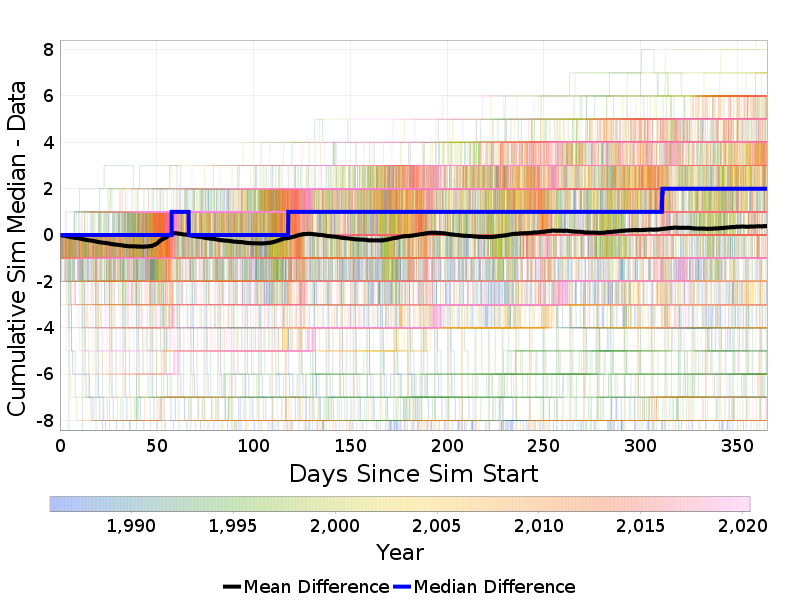 8
6
4
2
0
-2
-4
-6
-8
Cumulative Sim Median - Data
0 50 100 150 200 250 300 350
Days Since Sim Start
1,990 1,995 2,000 2,005 2,010 2,015 2,020
Year
Mean Difference Median Difference